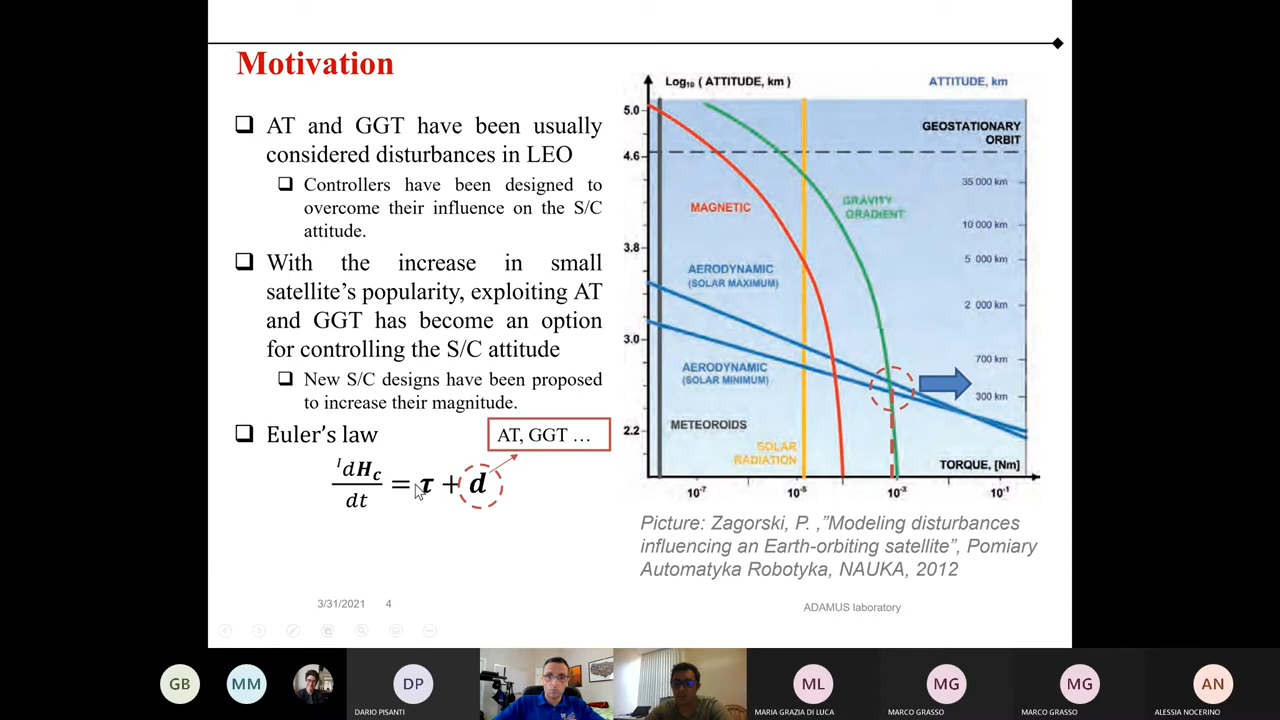 Motivation
❑ AT and GGT have been usually
considered disturbances in LEO
❑ Controllers have been designed to
overcome their influence on the S/C
attitude.
❑ With the increase in small
satellite's popularity, exploiting AT
and GGT has become an option
for controlling the S/C attitude
❑ New S/C designs have been proposed
to increase their magnitude.
❑ Euler's law
AT, GGT …
ᴵdH_c/dt = τ + d
Log₁₀ ( ATTITUDE, km )
ATTITUDE, km
5.0
4.6
3.8
3.0
2.2
GEOSTATIONARY
ORBIT
35 000 km
10 000 km
5 000 km
2 000 km
700 km
300 km
MAGNETIC
GRAVITY
GRADIENT
AERODYNAMIC
(SOLAR MAXIMUM)
AERODYNAMIC
(SOLAR MINIMUM)
METEOROIDS
SOLAR
RADIATION
TORQUE, [Nm]
10⁻⁷ 10⁻⁵ 10⁻³ 10⁻¹
Picture: Zagorski, P. ,"Modeling disturbances
influencing an Earth-orbiting satellite", Pomiary
Automatyka Robotyka, NAUKA, 2012
3/31/2021 4
ADAMUS laboratory
GB
MM
DP
DARIO PISANTI
ML
MARIA GRAZIA DI LUCA
MG
MARCO GRASSO
MG
MARCO GRASSO
AN
ALESSIA NOCERINO